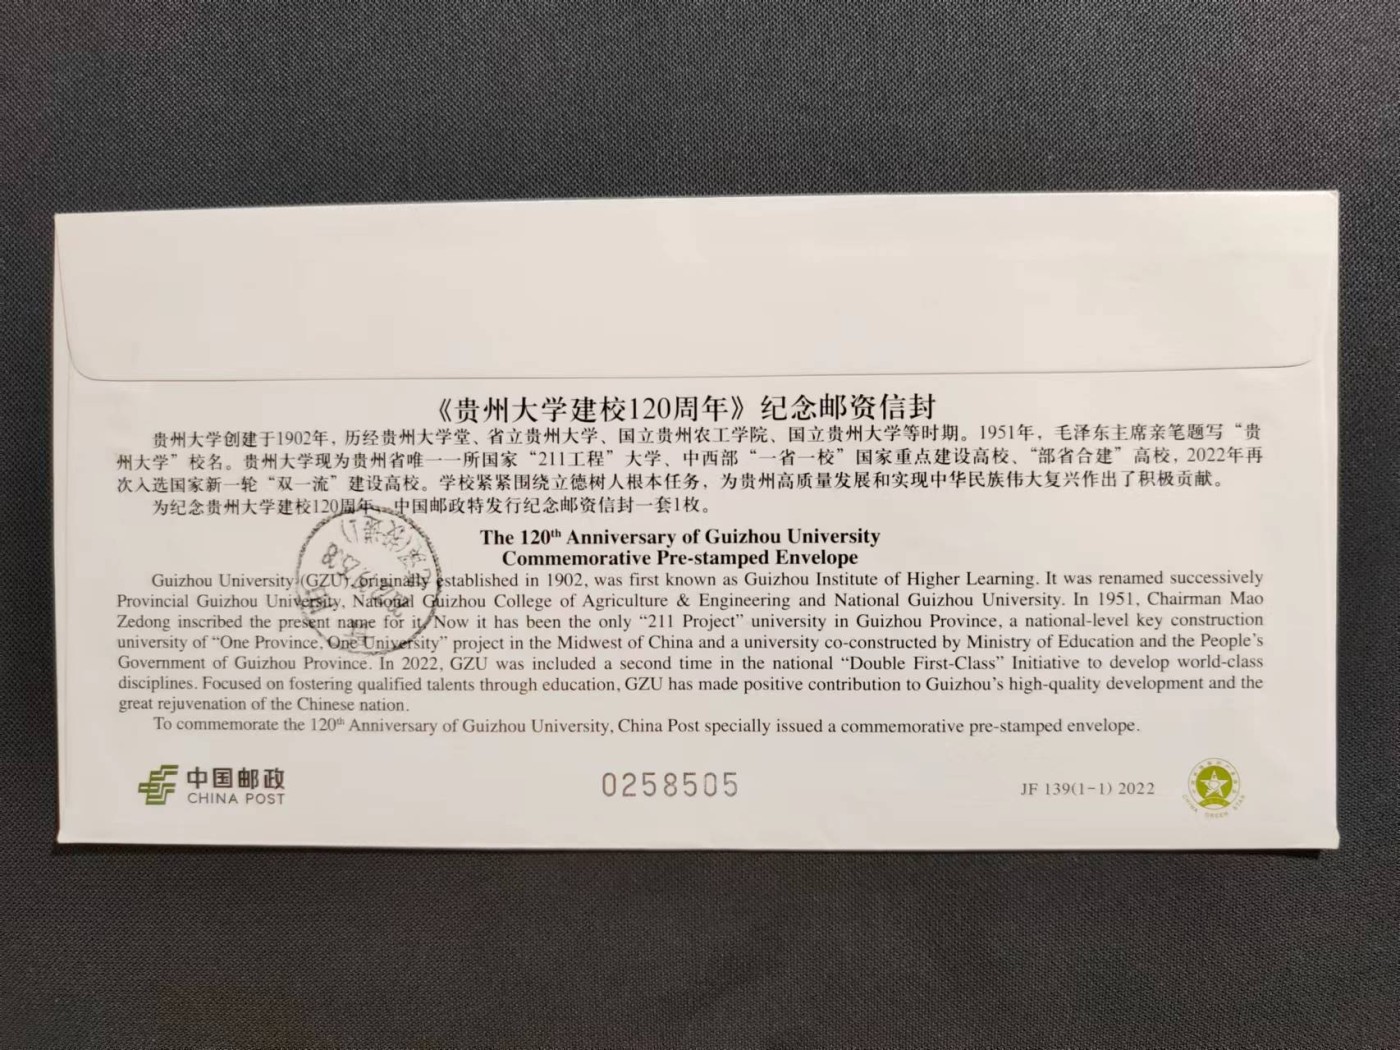 《贵州大学建校120周年》纪念邮资信封
贵州大学创建于1902年，历经贵州大学堂、省立贵州大学、国立贵州农工学院、国立贵州大学等时期。1951年，毛泽东主席亲笔题写“贵
州大学”校名。贵州大学现为贵州省唯一一所国家“211工程”大学、中西部“一省一校”国家重点建设高校、“部省合建”高校，2022年再
次入选国家新一轮“双一流”建设高校。学校紧紧围绕立德树人根本任务，为贵州高质量发展和实现中华民族伟大复兴作出了积极贡献。
为纪念贵州大学建校120周年，中国邮政特发行纪念邮资信封一套1枚。
The 120th Anniversary of Guizhou University
Commemorative Pre-stamped Envelope
Guizhou University (GZU), originally established in 1902, was first known as Guizhou Institute of Higher Learning. It was renamed successively
Provincial Guizhou University, National Guizhou College of Agriculture & Engineering and National Guizhou University. In 1951, Chairman Mao
Zedong inscribed the present name for it. Now it has been the only “211 Project” university in Guizhou Province, a national-level key construction
university of “One Province, One University” project in the Midwest of China and a university co-constructed by Ministry of Education and the People’s
Government of Guizhou Province. In 2022, GZU was included a second time in the national “Double First-Class” Initiative to develop world-class
disciplines. Focused on fostering qualified talents through education, GZU has made positive contribution to Guizhou’s high-quality development and the
great rejuvenation of the Chinese nation.
To commemorate the 120th Anniversary of Guizhou University, China Post specially issued a commemorative pre-stamped envelope.
中国邮政
CHINA POST
0258505
JF 139(1-1) 2022